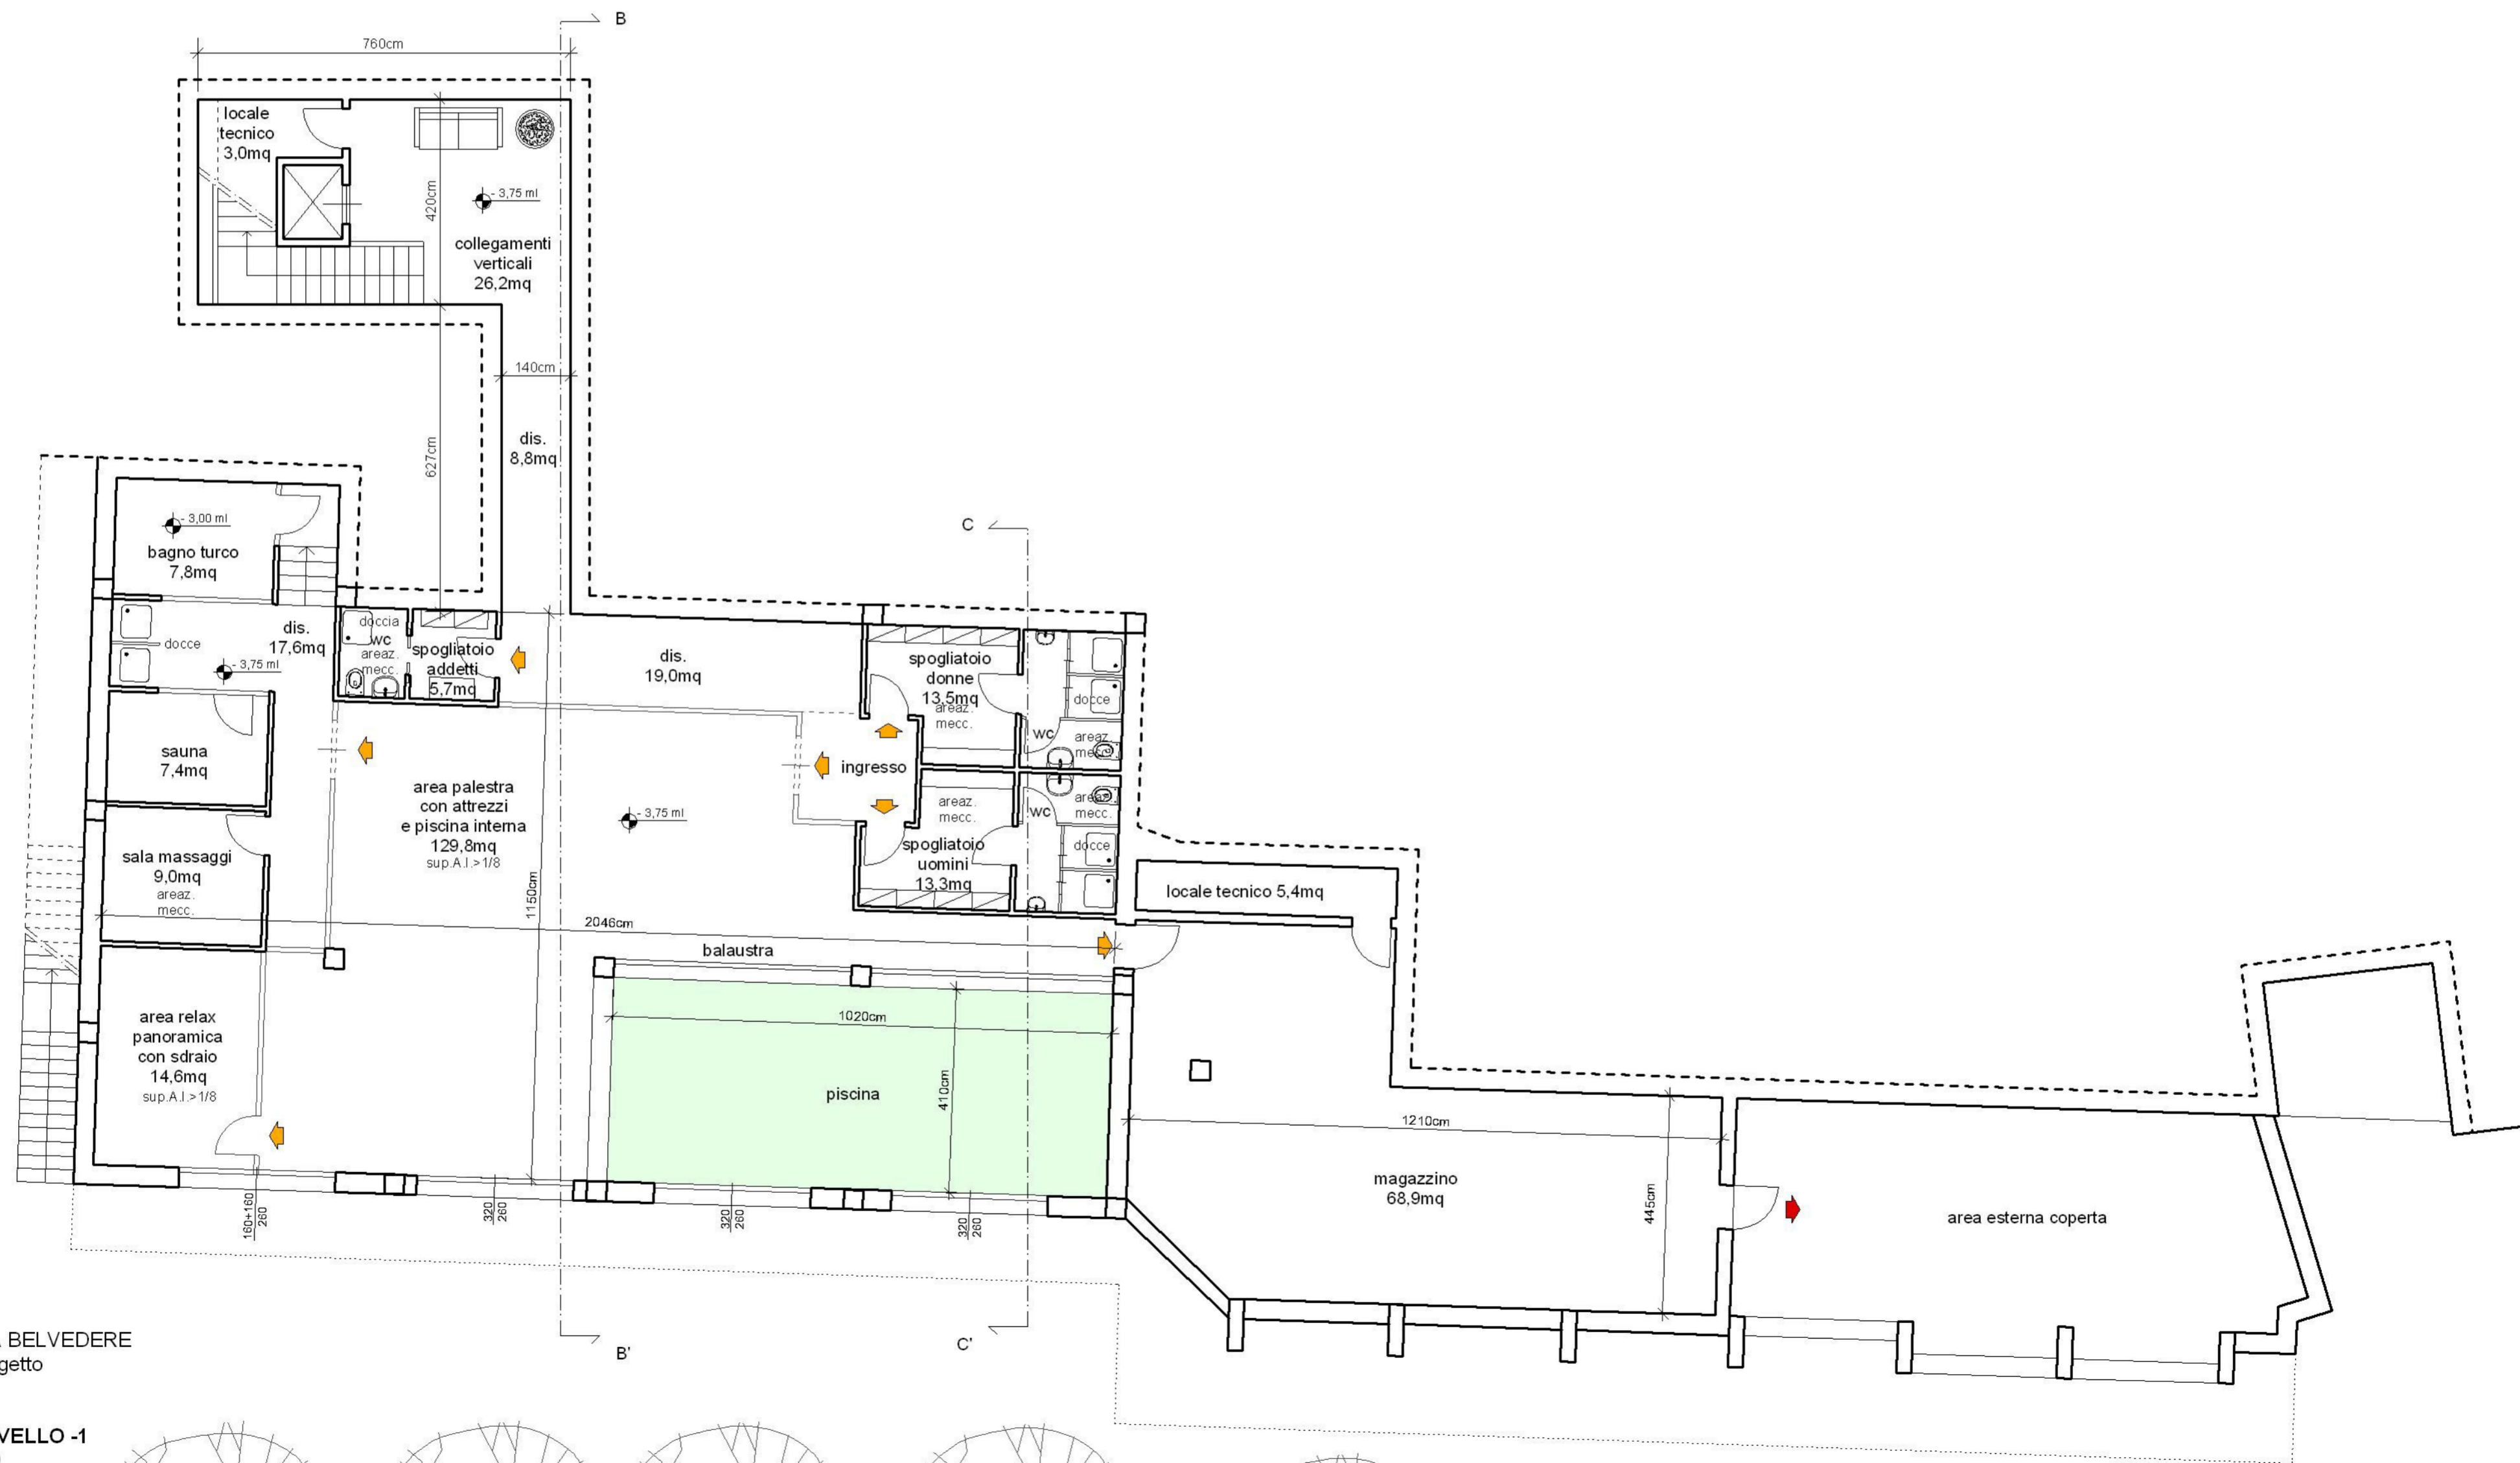 B
760cm
locale
tecnico
3,0mq
420cm
- 3,75 ml
collegamenti
verticali
26,2mq
140cm
627cm
dis.
8,8mq
- 3,00 ml
bagno turco
7,8mq
C
docce
dis.
17,6mq
- 3,75 ml
doccia
wc
areaz.
mecc.
spogliatoio
addetti
5,7mq
dis.
19,0mq
spogliatoio
donne
13,5mq
areaz.
mecc.
docce
wc
areaz.
mecc.
sauna
7,4mq
ingresso
area palestra
con attrezzi
e piscina interna
129,8mq
sup.A.I.>1/8
- 3,75 ml
areaz.
mecc.
wc
areaz.
mecc.
spogliatoio
uomini
13,3mq
docce
sala massaggi
9,0mq
areaz.
mecc.
1150cm
2046cm
locale tecnico 5,4mq
balaustra
area relax
panoramica
con sdraio
14,6mq
sup.A.I.>1/8
1020cm
410cm
piscina
1210cm
445cm
magazzino
68,9mq
area esterna coperta
160+160
260
320
260
320
260
320
260
B'
C'
BELVEDERE
getto
VELLO -1